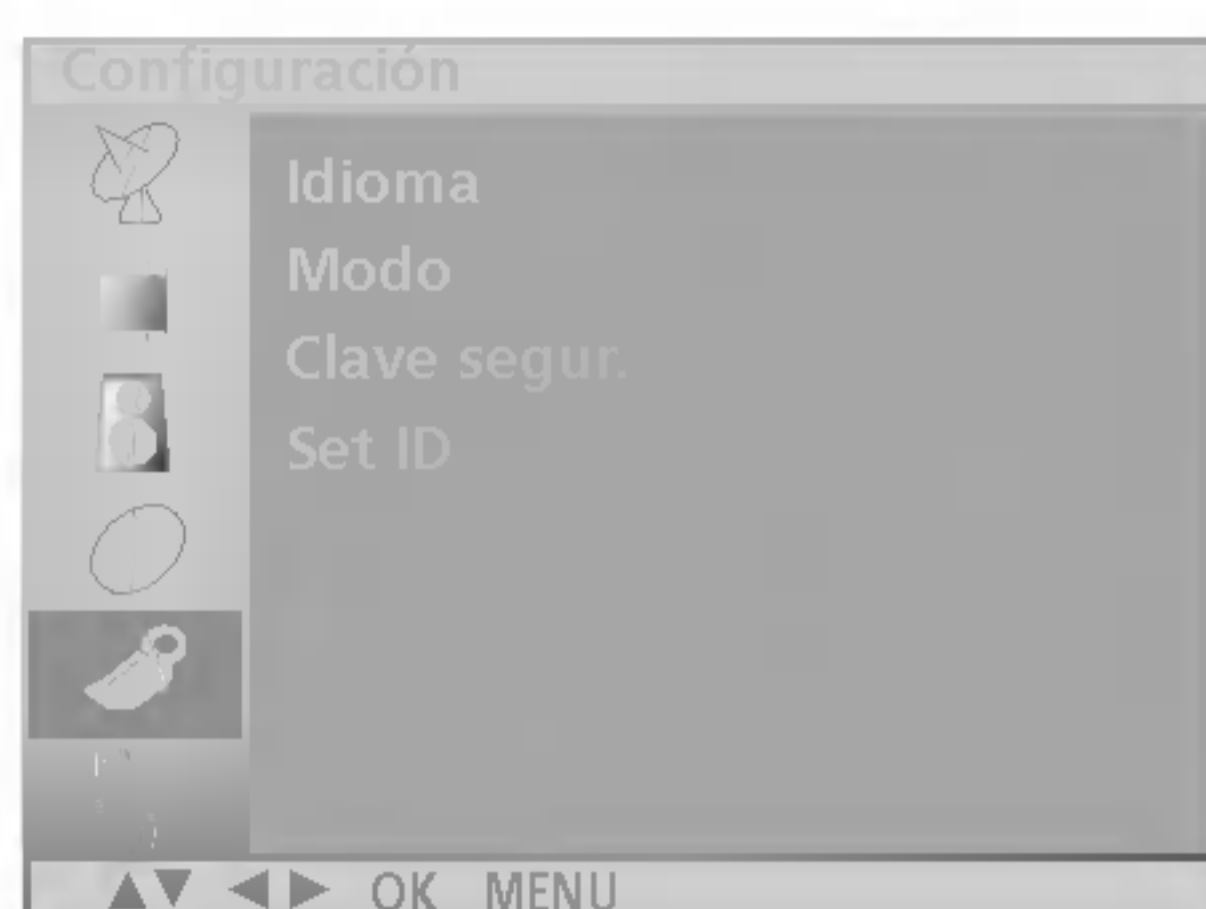 Configuración
Idioma
Modo
Clave segur.
Set ID
▲▼ ◀ ▶ OK MENU